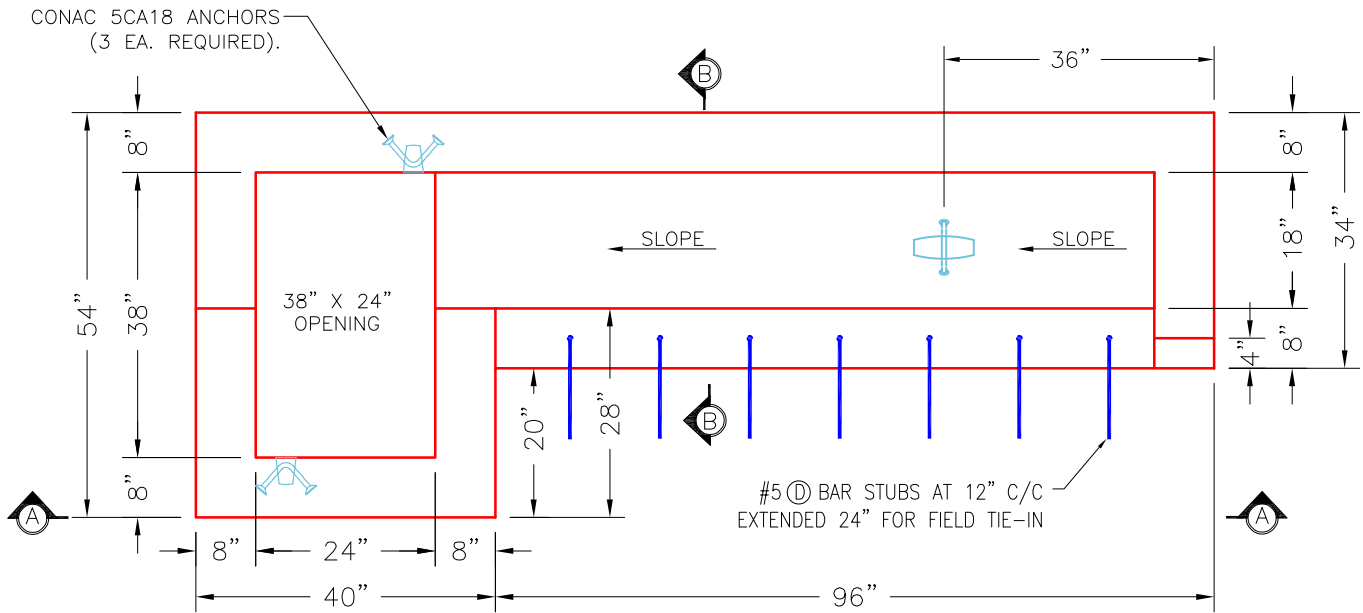 CONAC 5CA18 ANCHORS
(3 EA. REQUIRED).
B
36”
8”
8”
54”
38”
38” X 24”
OPENING
SLOPE
SLOPE
18”
34”
8”
4”
20”
28”
B
8”
#5 D BAR STUBS AT 12” C/C
EXTENDED 24” FOR FIELD TIE-IN
A
A
8”
24”
8”
40”
96”